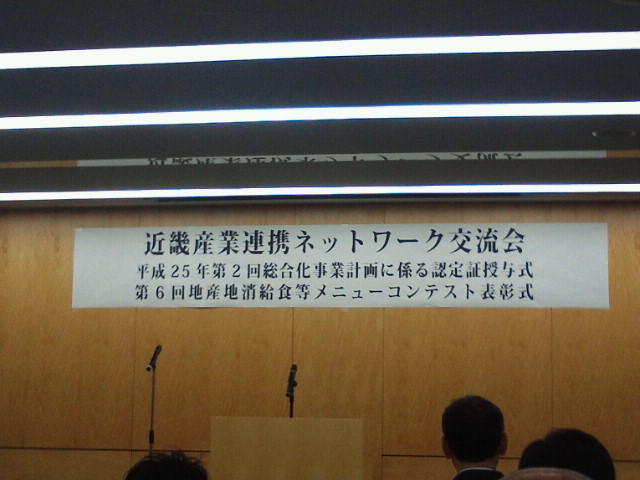 近畿産業連携ネットワーク交流会
平成25年第2回総合化事業計画に係る認定証授与式
第6回地産地消給食等メニューコンテスト表彰式